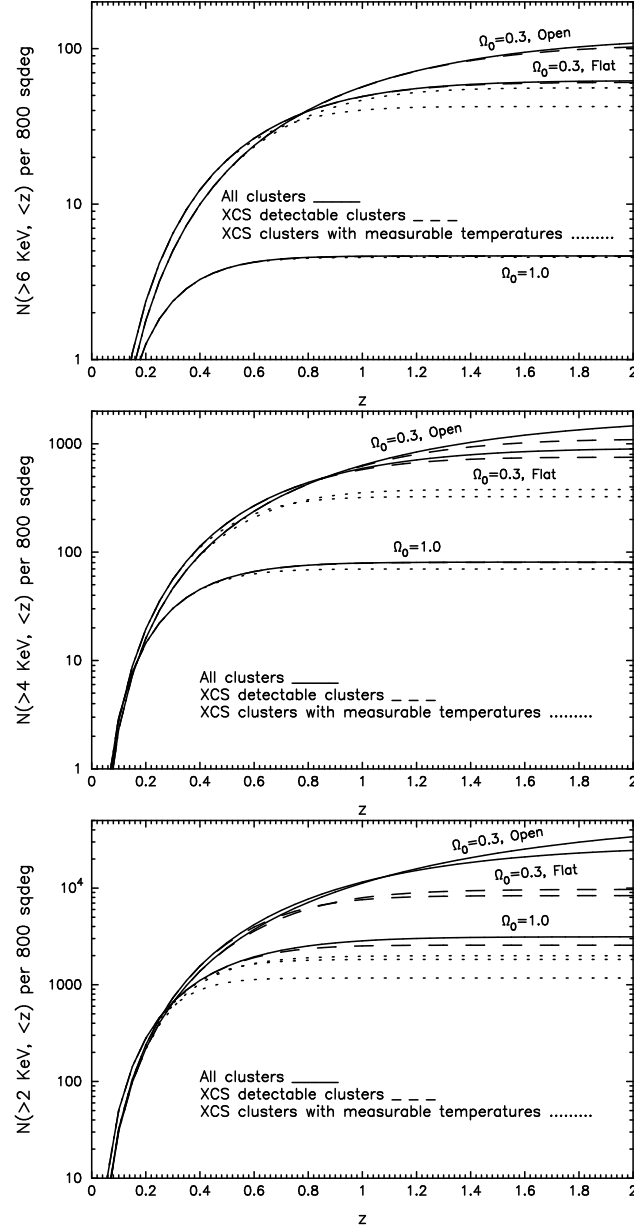 N(>6 KeV, <z) per 800 sqdeg
100
10
1
Ω0=0.3, Open
Ω0=0.3, Flat
All clusters
XCS detectable clusters
XCS clusters with measurable temperatures
Ω0=1.0
0 0.2 0.4 0.6 0.8 1 1.2 1.4 1.6 1.8 2
z
N(>4 KeV, <z) per 800 sqdeg
1000
100
10
1
Ω0=0.3, Open
Ω0=0.3, Flat
Ω0=1.0
All clusters
XCS detectable clusters
XCS clusters with measurable temperatures
0 0.2 0.4 0.6 0.8 1 1.2 1.4 1.6 1.8 2
z
N(>2 KeV, <z) per 800 sqdeg
10^4
1000
100
10
Ω0=0.3, Open
Ω0=0.3, Flat
Ω0=1.0
All clusters
XCS detectable clusters
XCS clusters with measurable temperatures
0 0.2 0.4 0.6 0.8 1 1.2 1.4 1.6 1.8 2
z